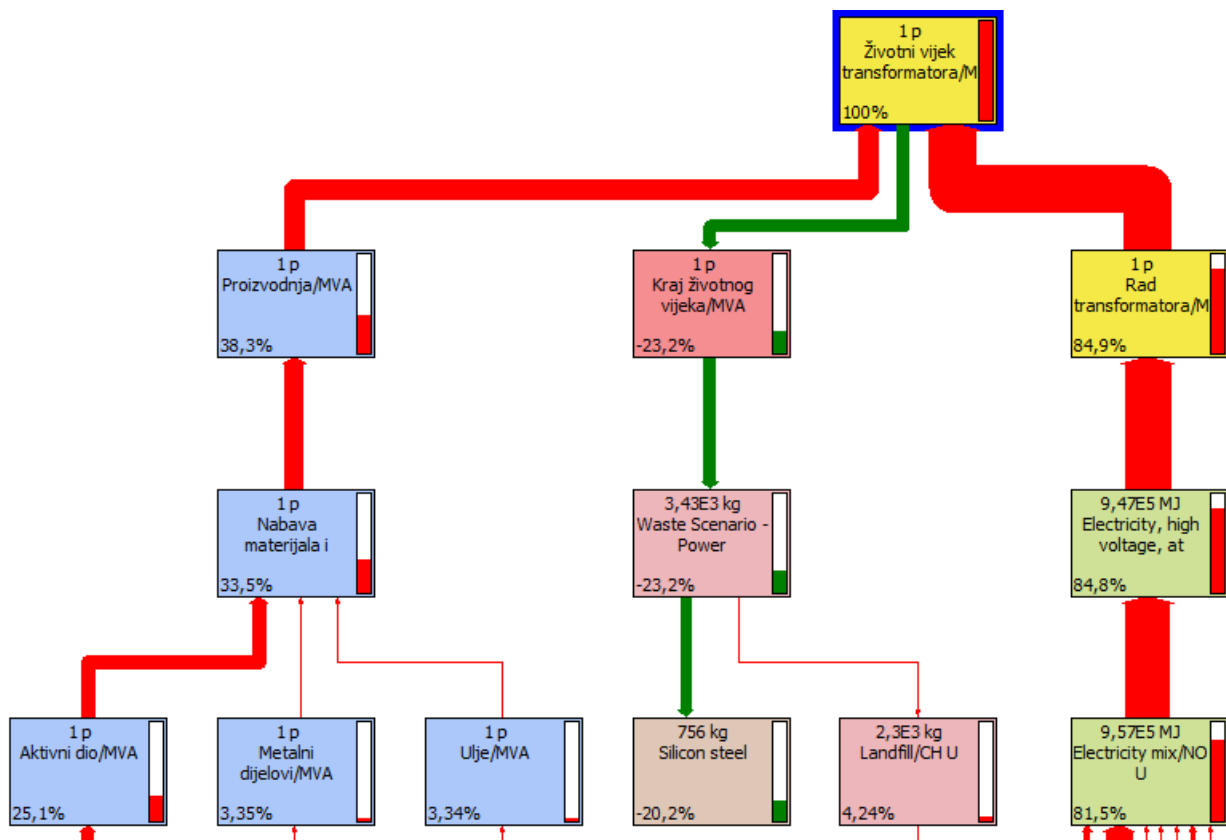 1 p
Životni vijek
transformatora/M
100%
1 p
Proizvodnja/MVA
38,3%
1 p
Kraj životnog
vijeka/MVA
-23,2%
1 p
Rad
transformatora/M
84,9%
1 p
Nabava
materijala i
33,5%
3,43E3 kg
Waste Scenario -
Power
-23,2%
9,47E5 MJ
Electricity, high
voltage, at
84,8%
1 p
Aktivni dio/MVA
25,1%
1 p
Metalni
dijelovi/MVA
3,35%
1 p
Ulje/MVA
3,34%
756 kg
Silicon steel
-20,2%
2,3E3 kg
Landfill/CH U
4,24%
9,57E5 MJ
Electricity mix/NO
U
81,5%